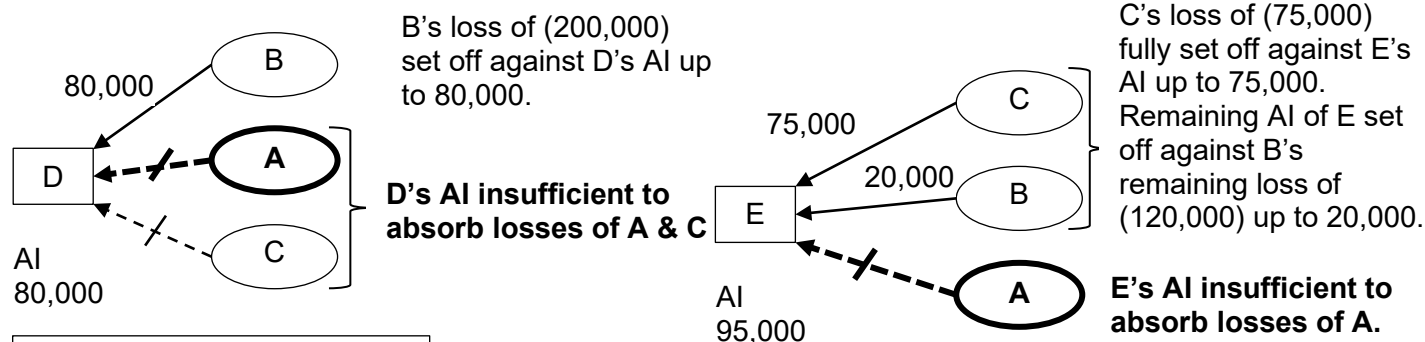 B's loss of (200,000)
set off against D's AI up
to 80,000.
B
80,000
A
D
D's AI insufficient to
absorb losses of A & C
C
AI
80,000
C's loss of (75,000)
fully set off against E's
AI up to 75,000.
Remaining AI of E set
off against B's
remaining loss of
(120,000) up to 20,000.
C
75,000
20,000
B
E
A
AI
95,000
E's AI insufficient to
absorb losses of A.